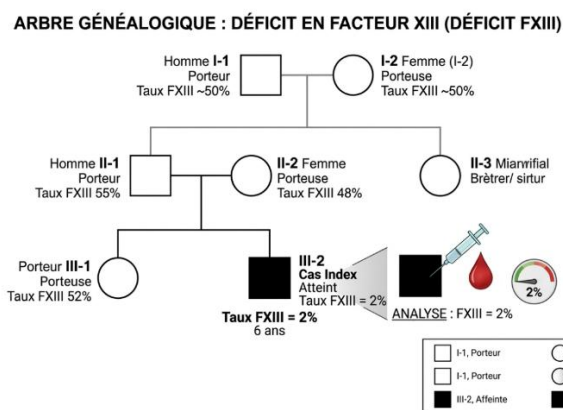 ARBRE GÉNÉALOGIQUE : DÉFICIT EN FACTEUR XIII (DÉFICIT FXIII)
Homme I-1
Porteur
Taux FXIII ~50%
I-2 Femme (I-2)
Porteuse
Taux FXIII ~50%
Homme II-1
Porteur
Taux FXIII 55%
II-2 Femme
Porteuse
Taux FXIII 48%
II-3 Mianwifial
Brètrer/ sirtur
Porteur III-1
Porteuse
Taux FXIII 52%
III-2
Cas Index
Atteint
Taux FXIII = 2%
Taux FXIII = 2%
6 ans
2%
ANALYSE : FXIII = 2%
I-1, Porteur
I-1, Porteur
III-2, Affeinte